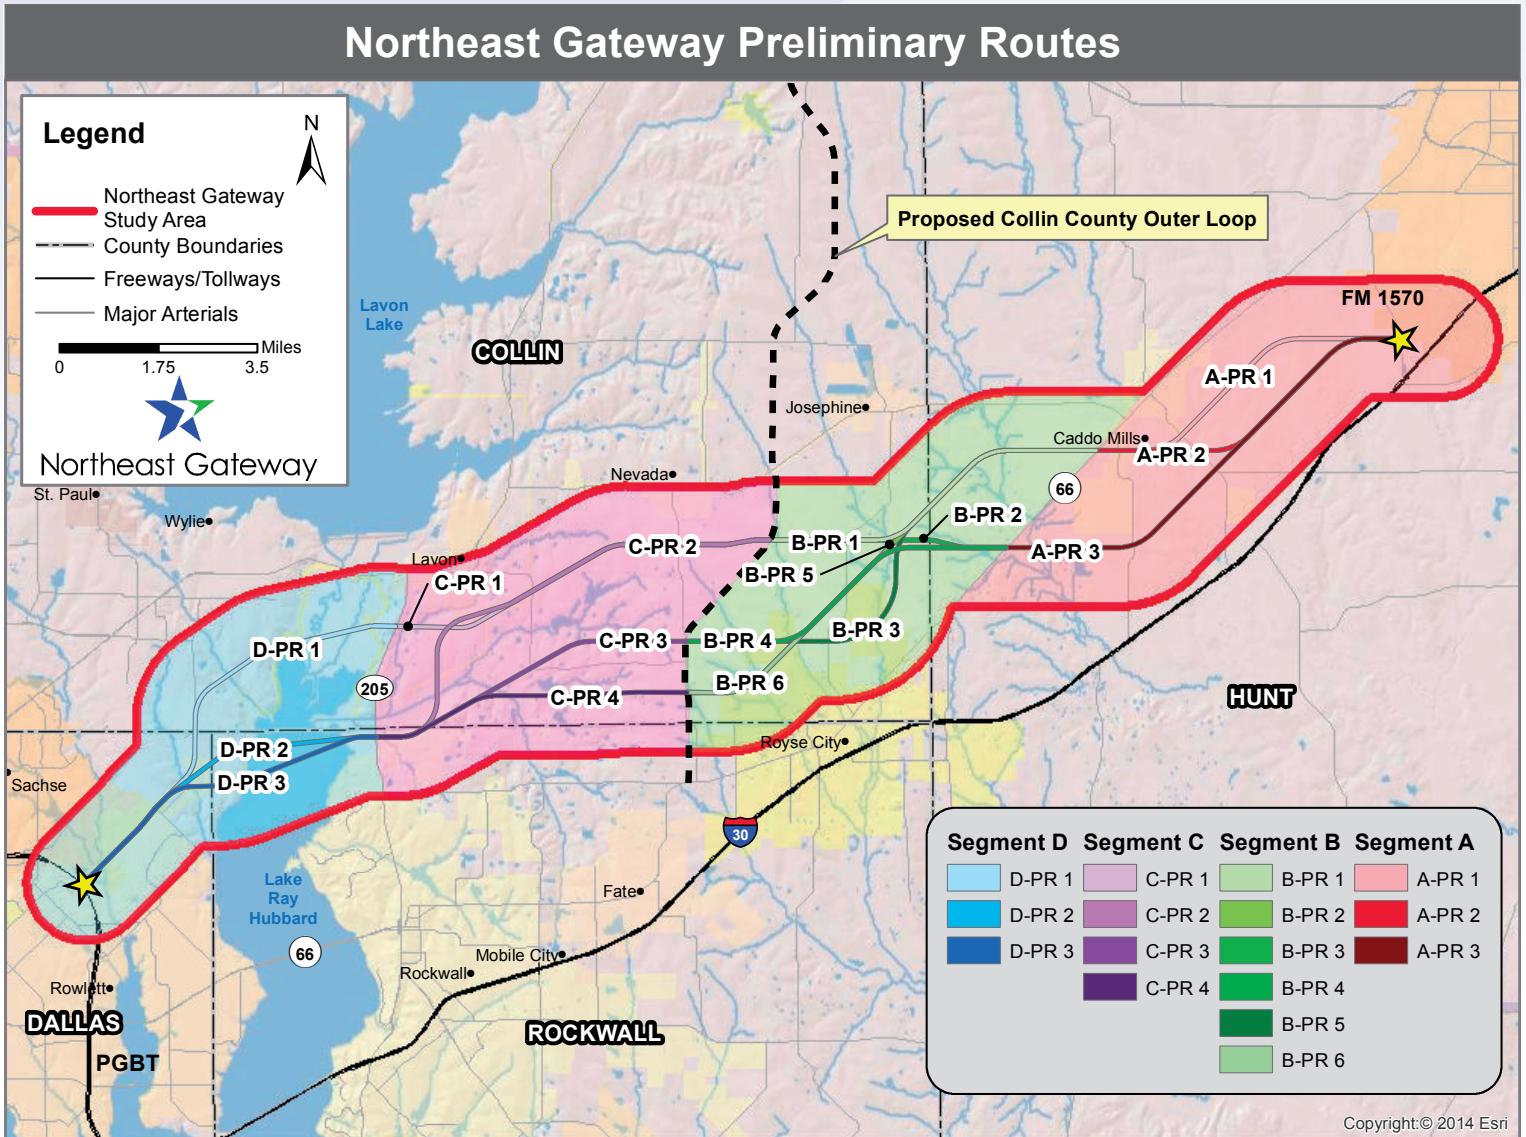 Northeast Gateway Preliminary Routes
Legend
N
Northeast Gateway
Study Area
County Boundaries
Freeways/Tollways
Major Arterials
Miles
0 1.75 3.5
Northeast Gateway
Proposed Collin County Outer Loop
FM 1570
Lavon
Lake
COLLIN
A-PR 1
Josephine
Caddo Mills
A-PR 2
Nevada
66
St. Paul
Wylie
B-PR 2
C-PR 2
B-PR 1
A-PR 3
Lavon
C-PR 1
B-PR 5
B-PR 3
C-PR 3
B-PR 4
D-PR 1
205
B-PR 6
C-PR 4
HUNT
D-PR 2
Royse City
D-PR 3
Sachse
30
Lake
Ray
Hubbard
Fate
66
Mobile City
Rockwall
Rowlett
DALLAS
ROCKWALL
PGBT
Segment D Segment C Segment B Segment A
D-PR 1 C-PR 1 B-PR 1 A-PR 1
D-PR 2 C-PR 2 B-PR 2 A-PR 2
D-PR 3 C-PR 3 B-PR 3 A-PR 3
C-PR 4 B-PR 4
B-PR 5
B-PR 6
Copyright:© 2014 Esri